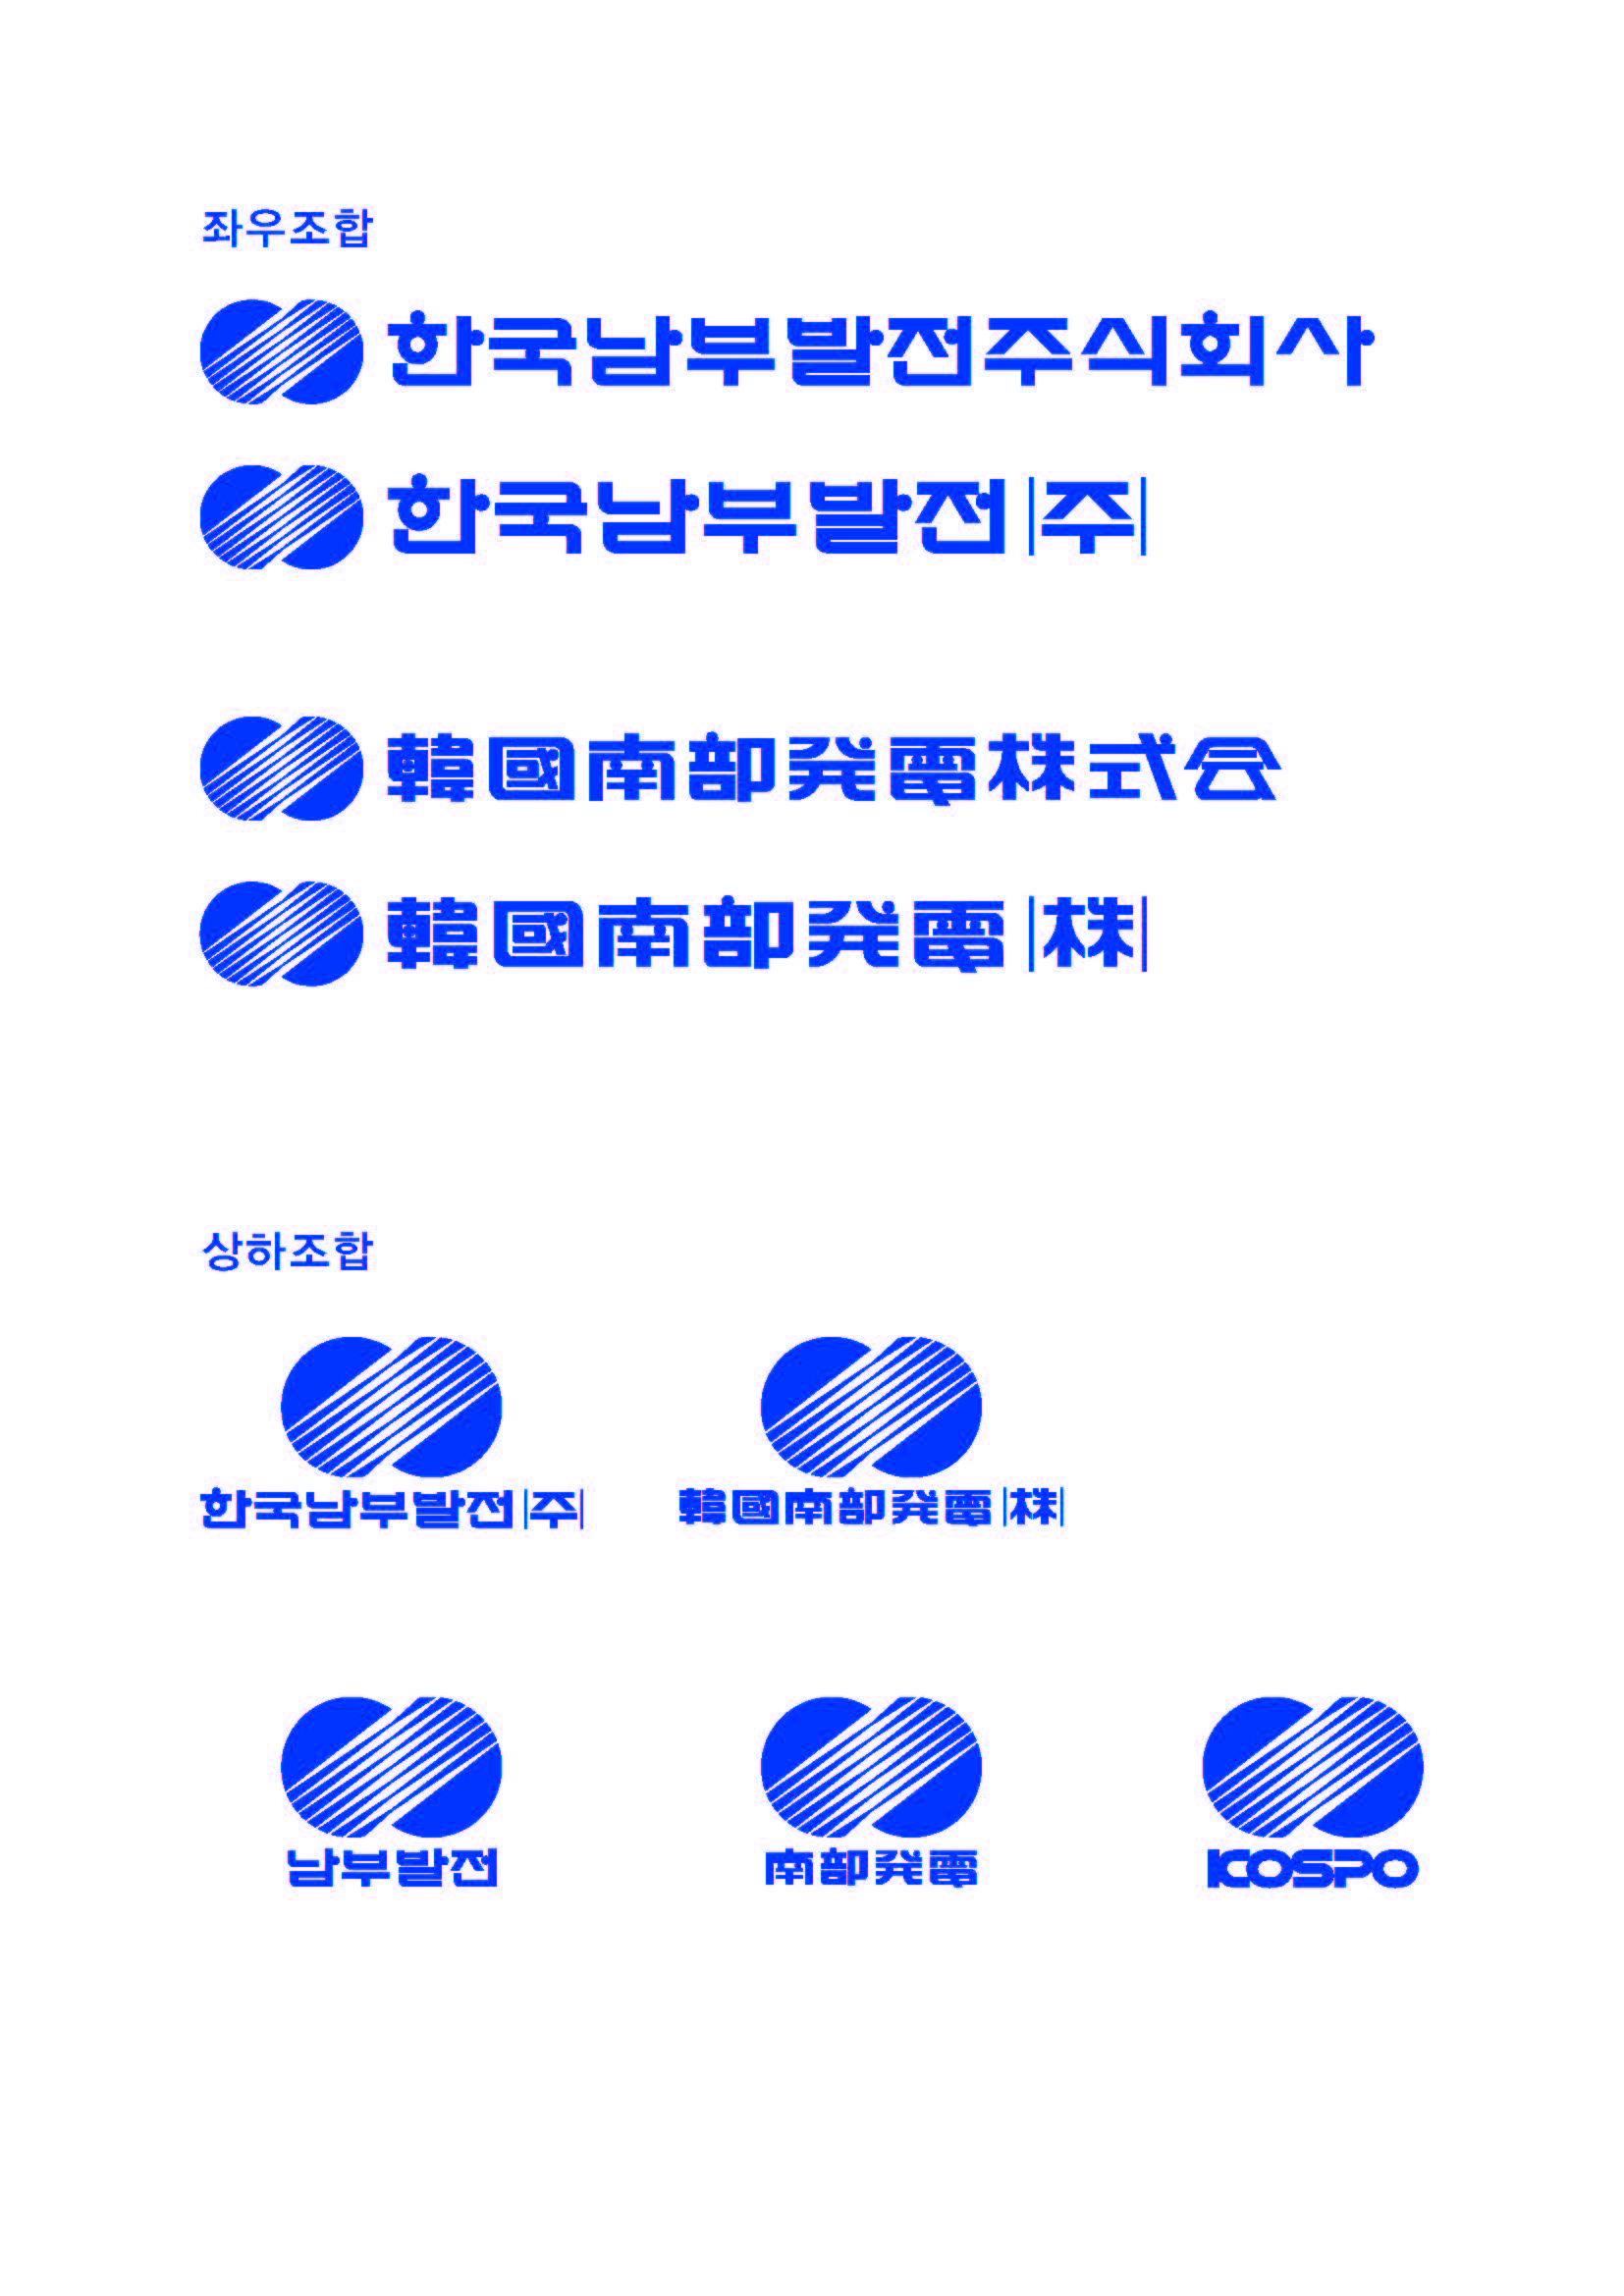 좌우조합
한국남부발전주식회사
한국남부발전|주|
韓國南部発電株式会
韓國南部発電|株|
상하조합
한국남부발전|주|
韓國南部発電|株|
남부발전
南部発電
KOSPO